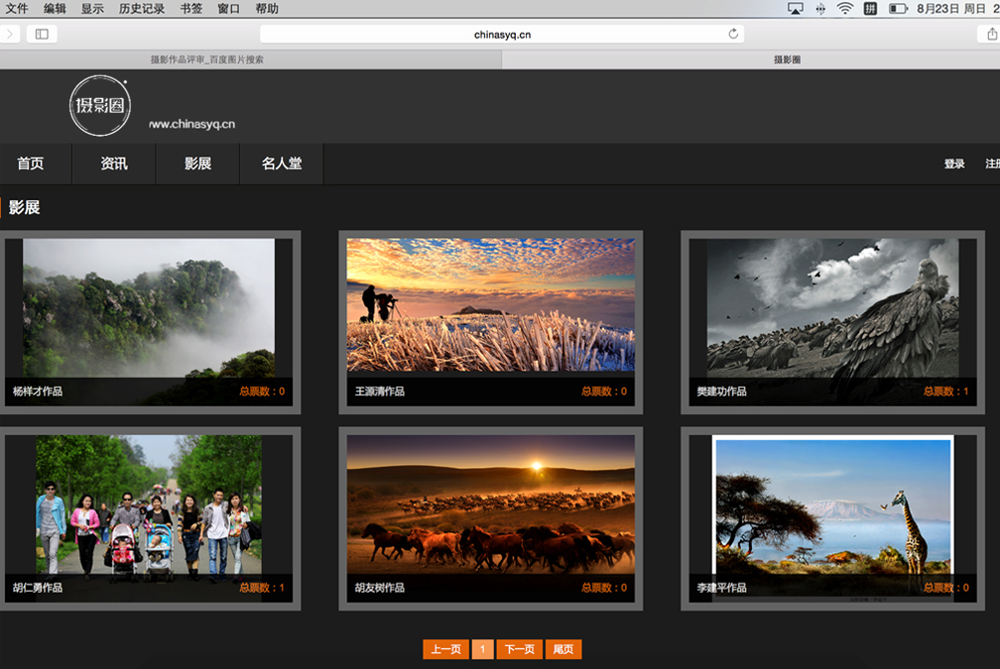 文件 编辑 显示 历史记录 书签 窗口 帮助 拼 8月23日 周日 2
chinasyq.cn
摄影作品评审_百度图片搜索 摄影圈
摄影圈
www.chinasyq.cn
首页 资讯 影展 名人堂 登录 注册
影展
杨样才作品 总票数：0 王源清作品 总票数：0 樊建功作品 总票数：1
胡仁勇作品 总票数：1 胡友树作品 总票数：0 李建平作品 总票数：0
上一页 1 下一页 尾页